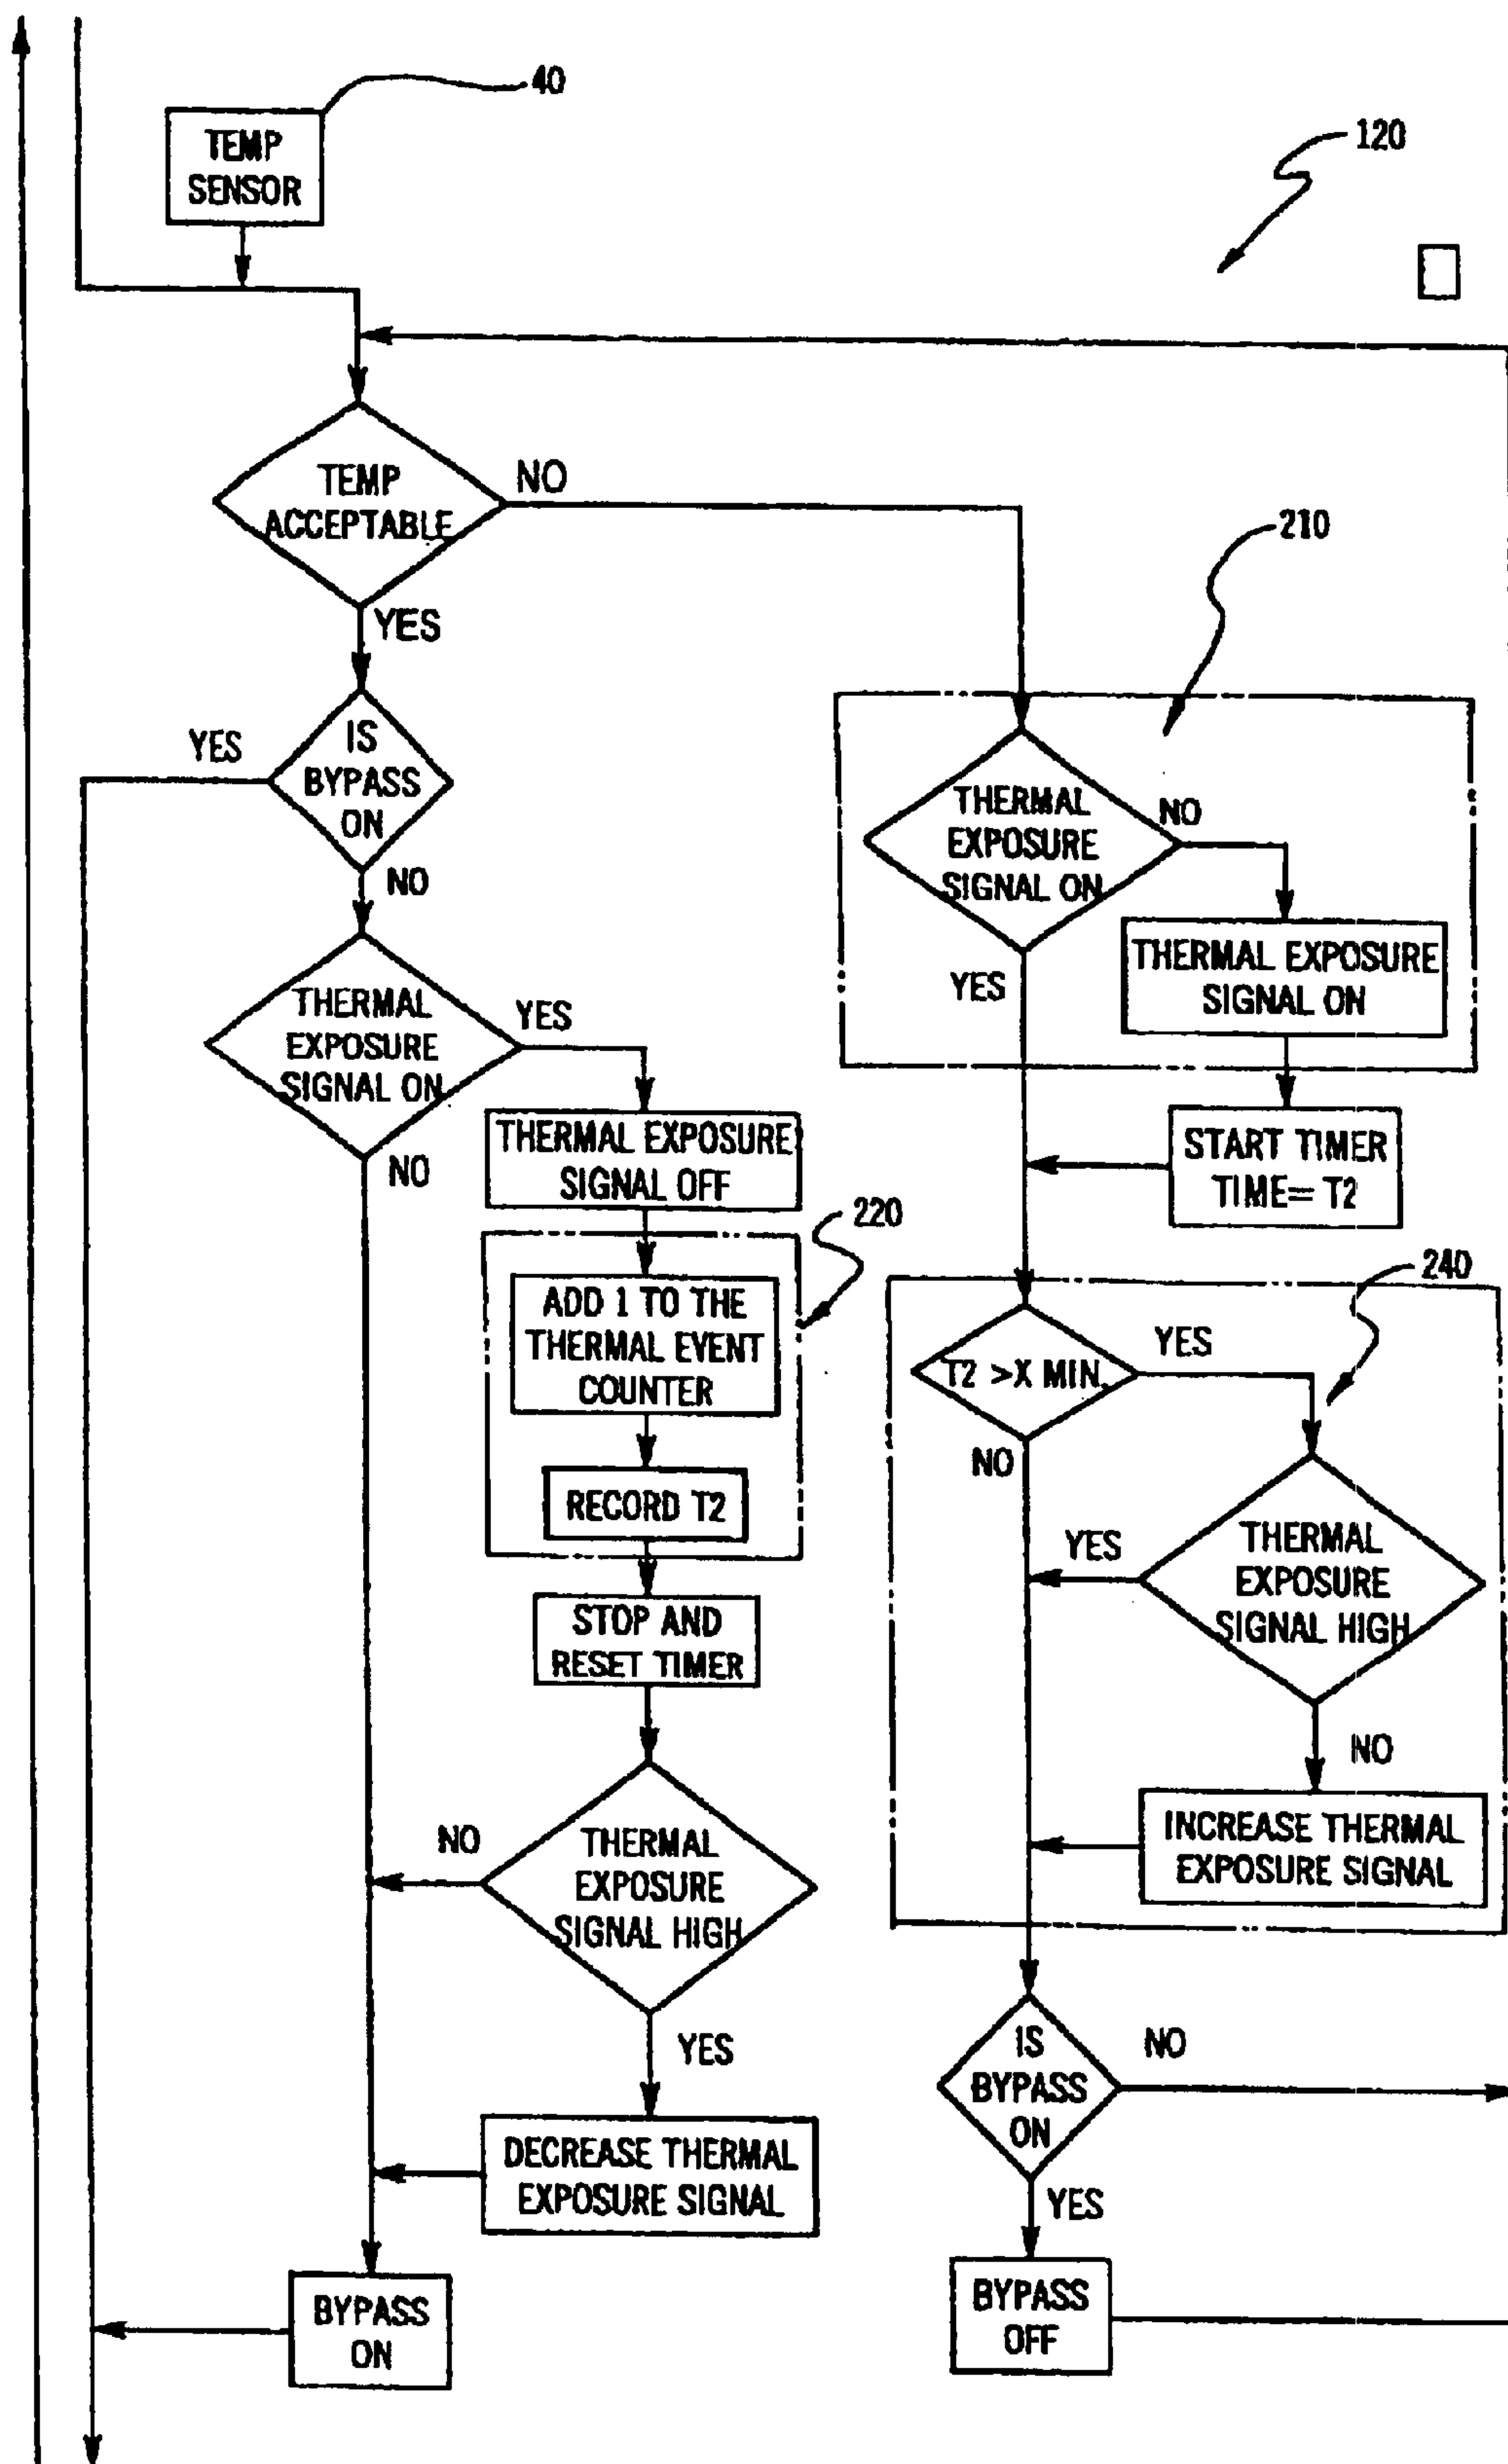 40
TEMP
SENSOR
120
TEMP
ACCEPTABLE
NO
YES
210
IS
BYPASS
ON
YES
NO
THERMAL
EXPOSURE
SIGNAL ON
NO
THERMAL EXPOSURE
SIGNAL ON
YES
START TIMER
TIME= T2
THERMAL
EXPOSURE
SIGNAL ON
YES
NO
THERMAL EXPOSURE
SIGNAL OFF
220
ADD 1 TO THE
THERMAL EVENT
COUNTER
RECORD T2
STOP AND
RESET TIMER
THERMAL
EXPOSURE
SIGNAL HIGH
NO
YES
DECREASE THERMAL
EXPOSURE SIGNAL
BYPASS
ON
240
T2 >X MIN.
YES
NO
THERMAL
EXPOSURE
SIGNAL HIGH
YES
NO
INCREASE THERMAL
EXPOSURE SIGNAL
IS
BYPASS
ON
NO
YES
BYPASS
OFF